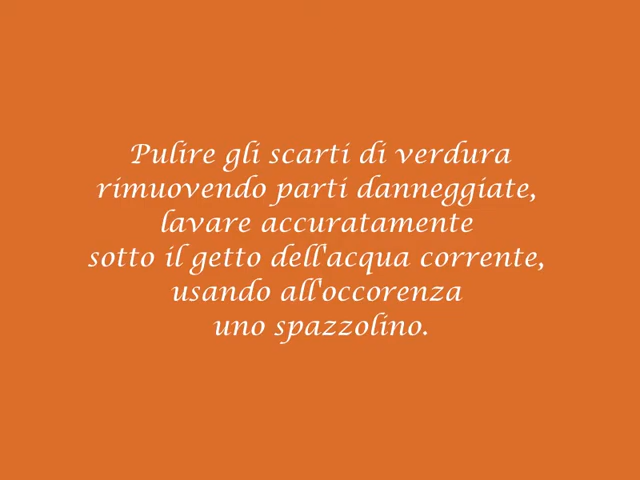 Pulire gli scarti di verdura
rimuovendo parti danneggiate,
lavare accuratamente
sotto il getto dell'acqua corrente,
usando all'occorenza
uno spazzolino.